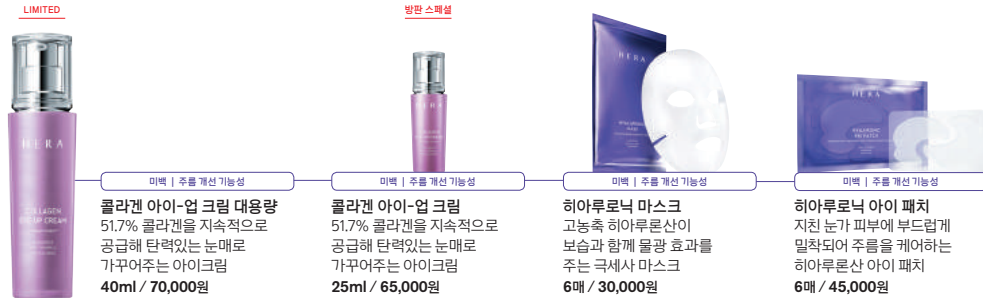 LIMITED
HERA
COLLAGEN
EYE-UP CREAM
미백 | 주름 개선 기능성
콜라겐 아이-업 크림 대용량
51.7% 콜라겐을 지속적으로
공급해 탄력있는 눈매로
가꾸어주는 아이크림
40ml / 70,000원
방판 스페셜
HERA
미백 | 주름 개선 기능성
콜라겐 아이-업 크림
51.7% 콜라겐을 지속적으로
공급해 탄력있는 눈매로
가꾸어주는 아이크림
25ml / 65,000원
HERA
HYALURONIC
MASK
미백 | 주름 개선 기능성
히아루로닉 마스크
고농축 히아루론산이
보습과 함께 물광 효과를
주는 극세사 마스크
6매 / 30,000원
HERA
HYALURONIC
EYE PATCH
미백 | 주름 개선 기능성
히아루로닉 아이 패치
지친 눈가 피부에 부드럽게
밀착되어 주름을 케어하는
히아루론산 아이 패치
6매 / 45,000원